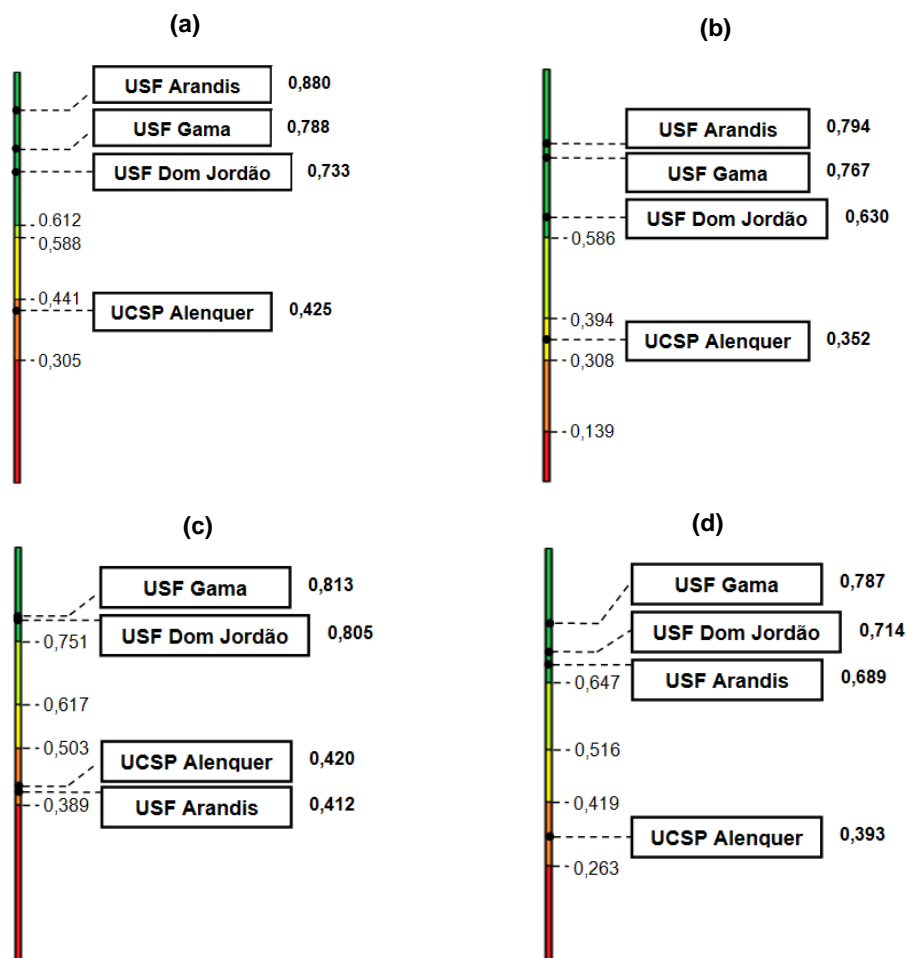 (a)
USF Arandis 0,880
USF Gama 0,788
USF Dom Jordão 0,733
0.612
0,588
0,441
UCSP Alenquer 0,425
0,305
(b)
USF Arandis 0,794
USF Gama 0,767
USF Dom Jordão 0,630
0,586
0,394
UCSP Alenquer 0,352
0,308
0,139
(c)
USF Gama 0,813
USF Dom Jordão 0,805
0,751
0,617
0,503
UCSP Alenquer 0,420
USF Arandis 0,412
0,389
(d)
USF Gama 0,787
USF Dom Jordão 0,714
USF Arandis 0,689
0,647
0,516
0,419
UCSP Alenquer 0,393
0,263